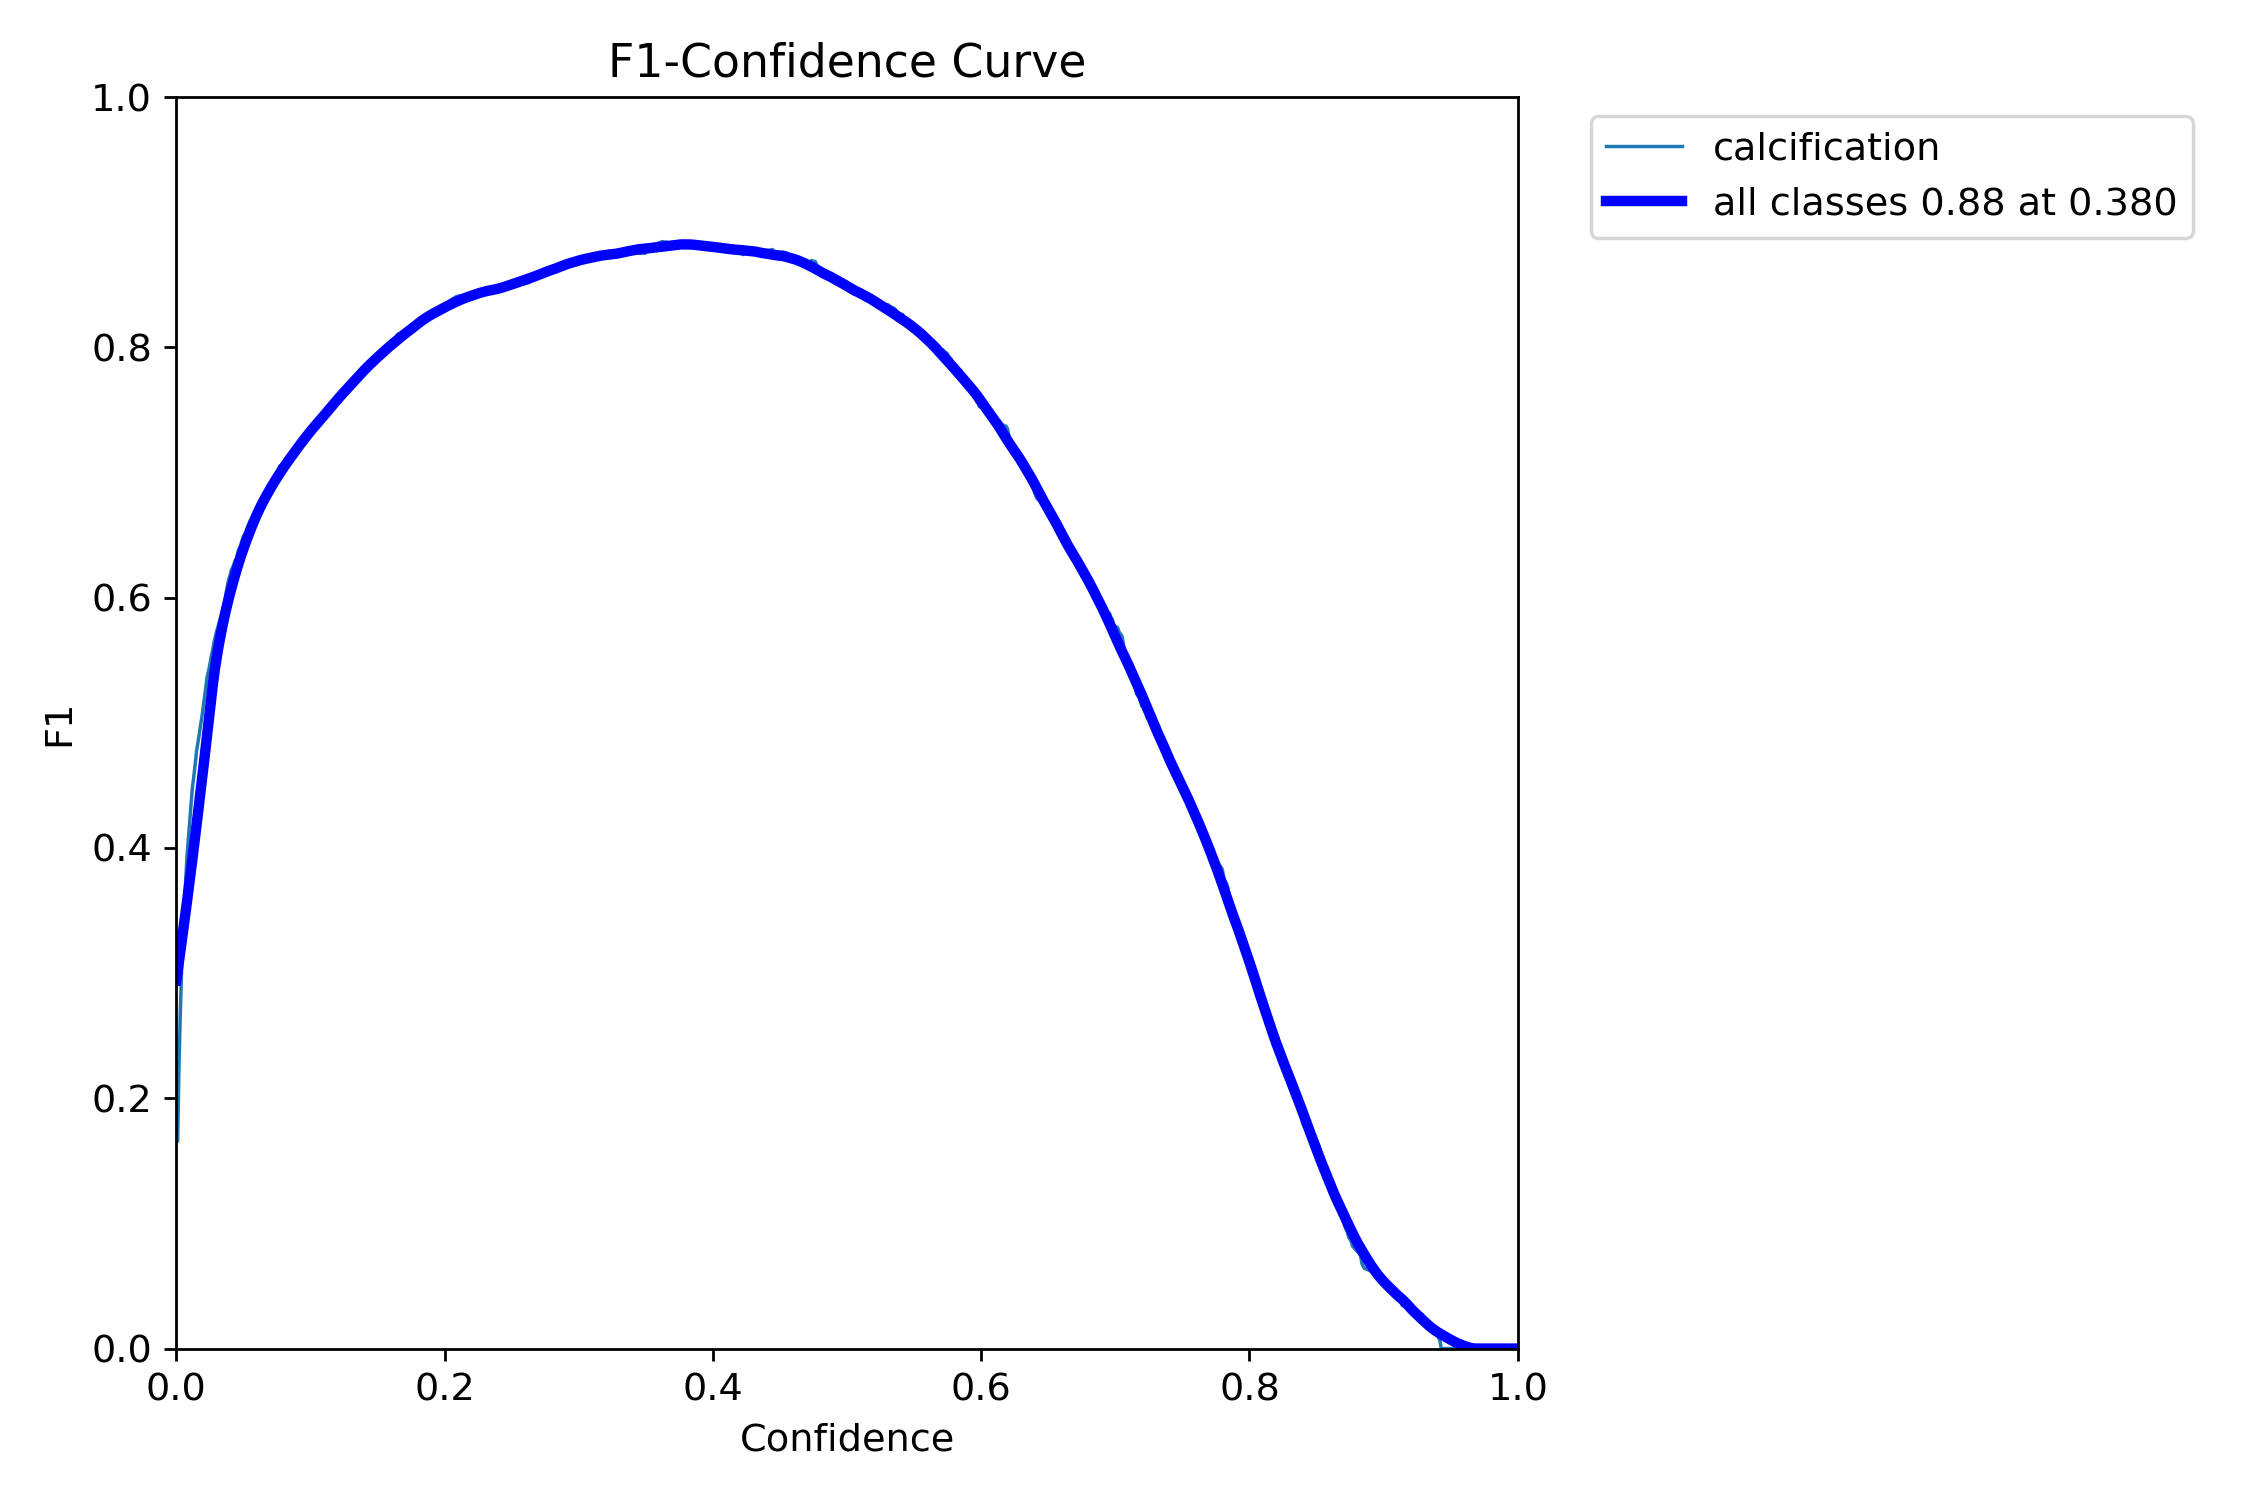 F1-Confidence Curve
1.0
0.8
0.6
0.4
0.2
0.0
F1
0.0 0.2 0.4 0.6 0.8 1.0
Confidence
calcification
all classes 0.88 at 0.380